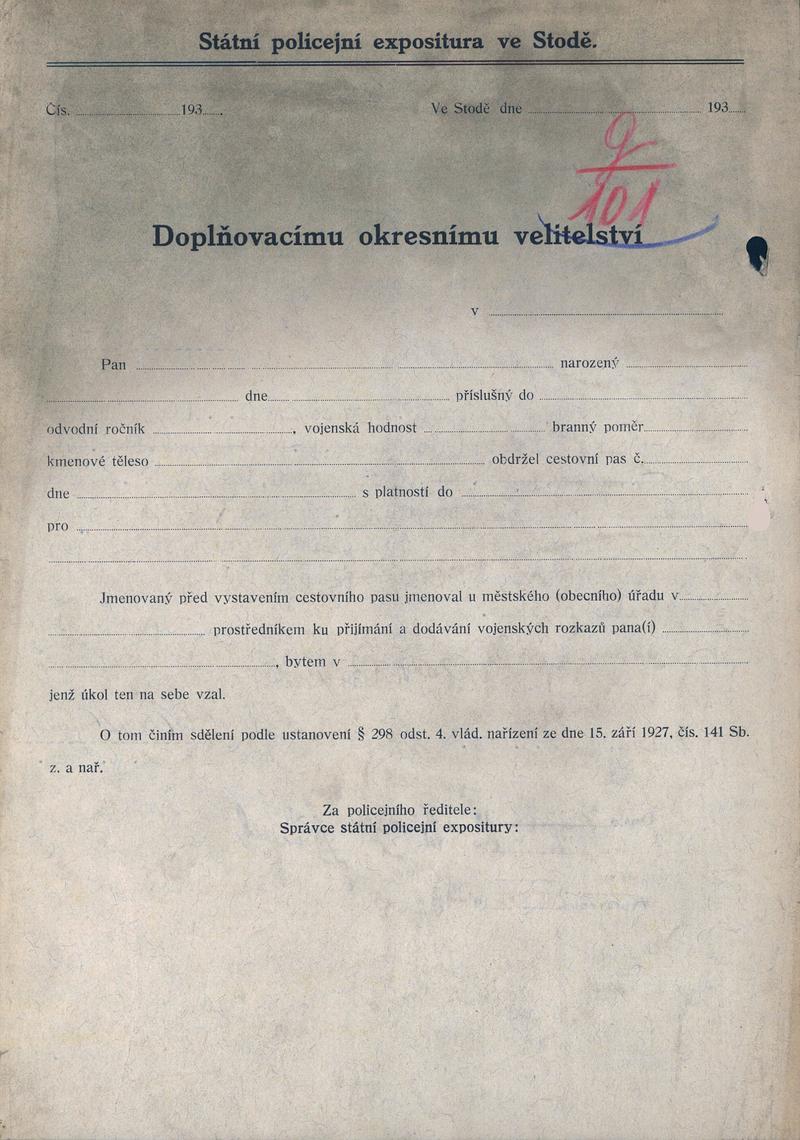 Státní policejní expositura ve Stodě.
Čís. 193
Ve Stodě dne 193
9
101
Doplňovacímu okresnímu velitelství
v
Pan narozený
dne příslušný do
odvodní ročník , vojenská hodnost branný poměr
kmenové těleso obdržel cestovní pas č.
dne s platností do
pro
Jmenovaný před vystavením cestovního pasu jmenoval u městského (obecního) úřadu v
prostředníkem ku přijímání a dodávání vojenských rozkazů pana(í)
, bytem v
jenž úkol ten na sebe vzal.
O tom činím sdělení podle ustanovení § 298 odst. 4. vlád. nařízení ze dne 15. září 1927, čís. 141 Sb.
z. a nař.
Za policejního ředitele:
Správce státní policejní expositury: